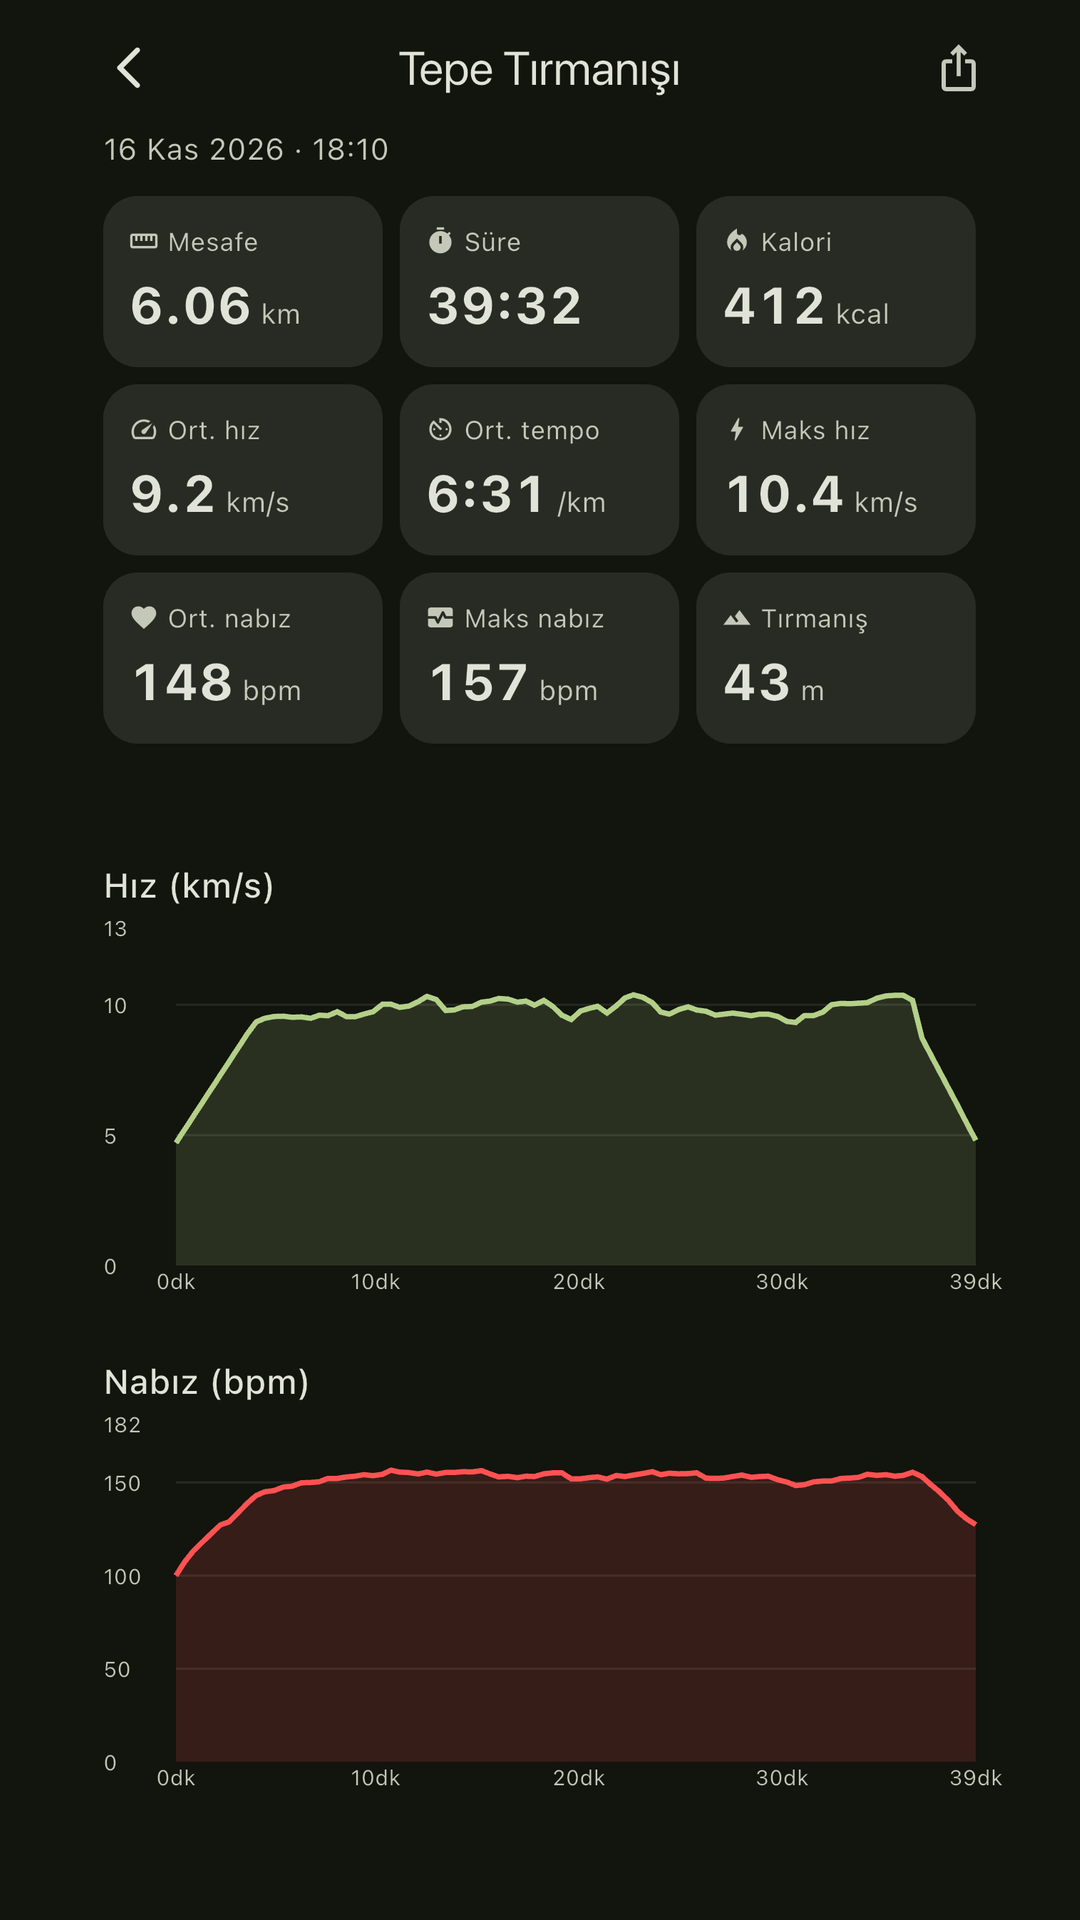 Tepe Tırmanışı
16 Kas 2026 · 18:10
Mesafe
6.06 km
Süre
39:32
Kalori
412 kcal
Ort. hız
9.2 km/s
Ort. tempo
6:31 /km
Maks hız
10.4 km/s
Ort. nabız
148 bpm
Maks nabız
157 bpm
Tırmanış
43 m
Hız (km/s)
13
10
5
0
0dk 10dk 20dk 30dk 39dk
Nabız (bpm)
182
150
100
50
0
0dk 10dk 20dk 30dk 39dk